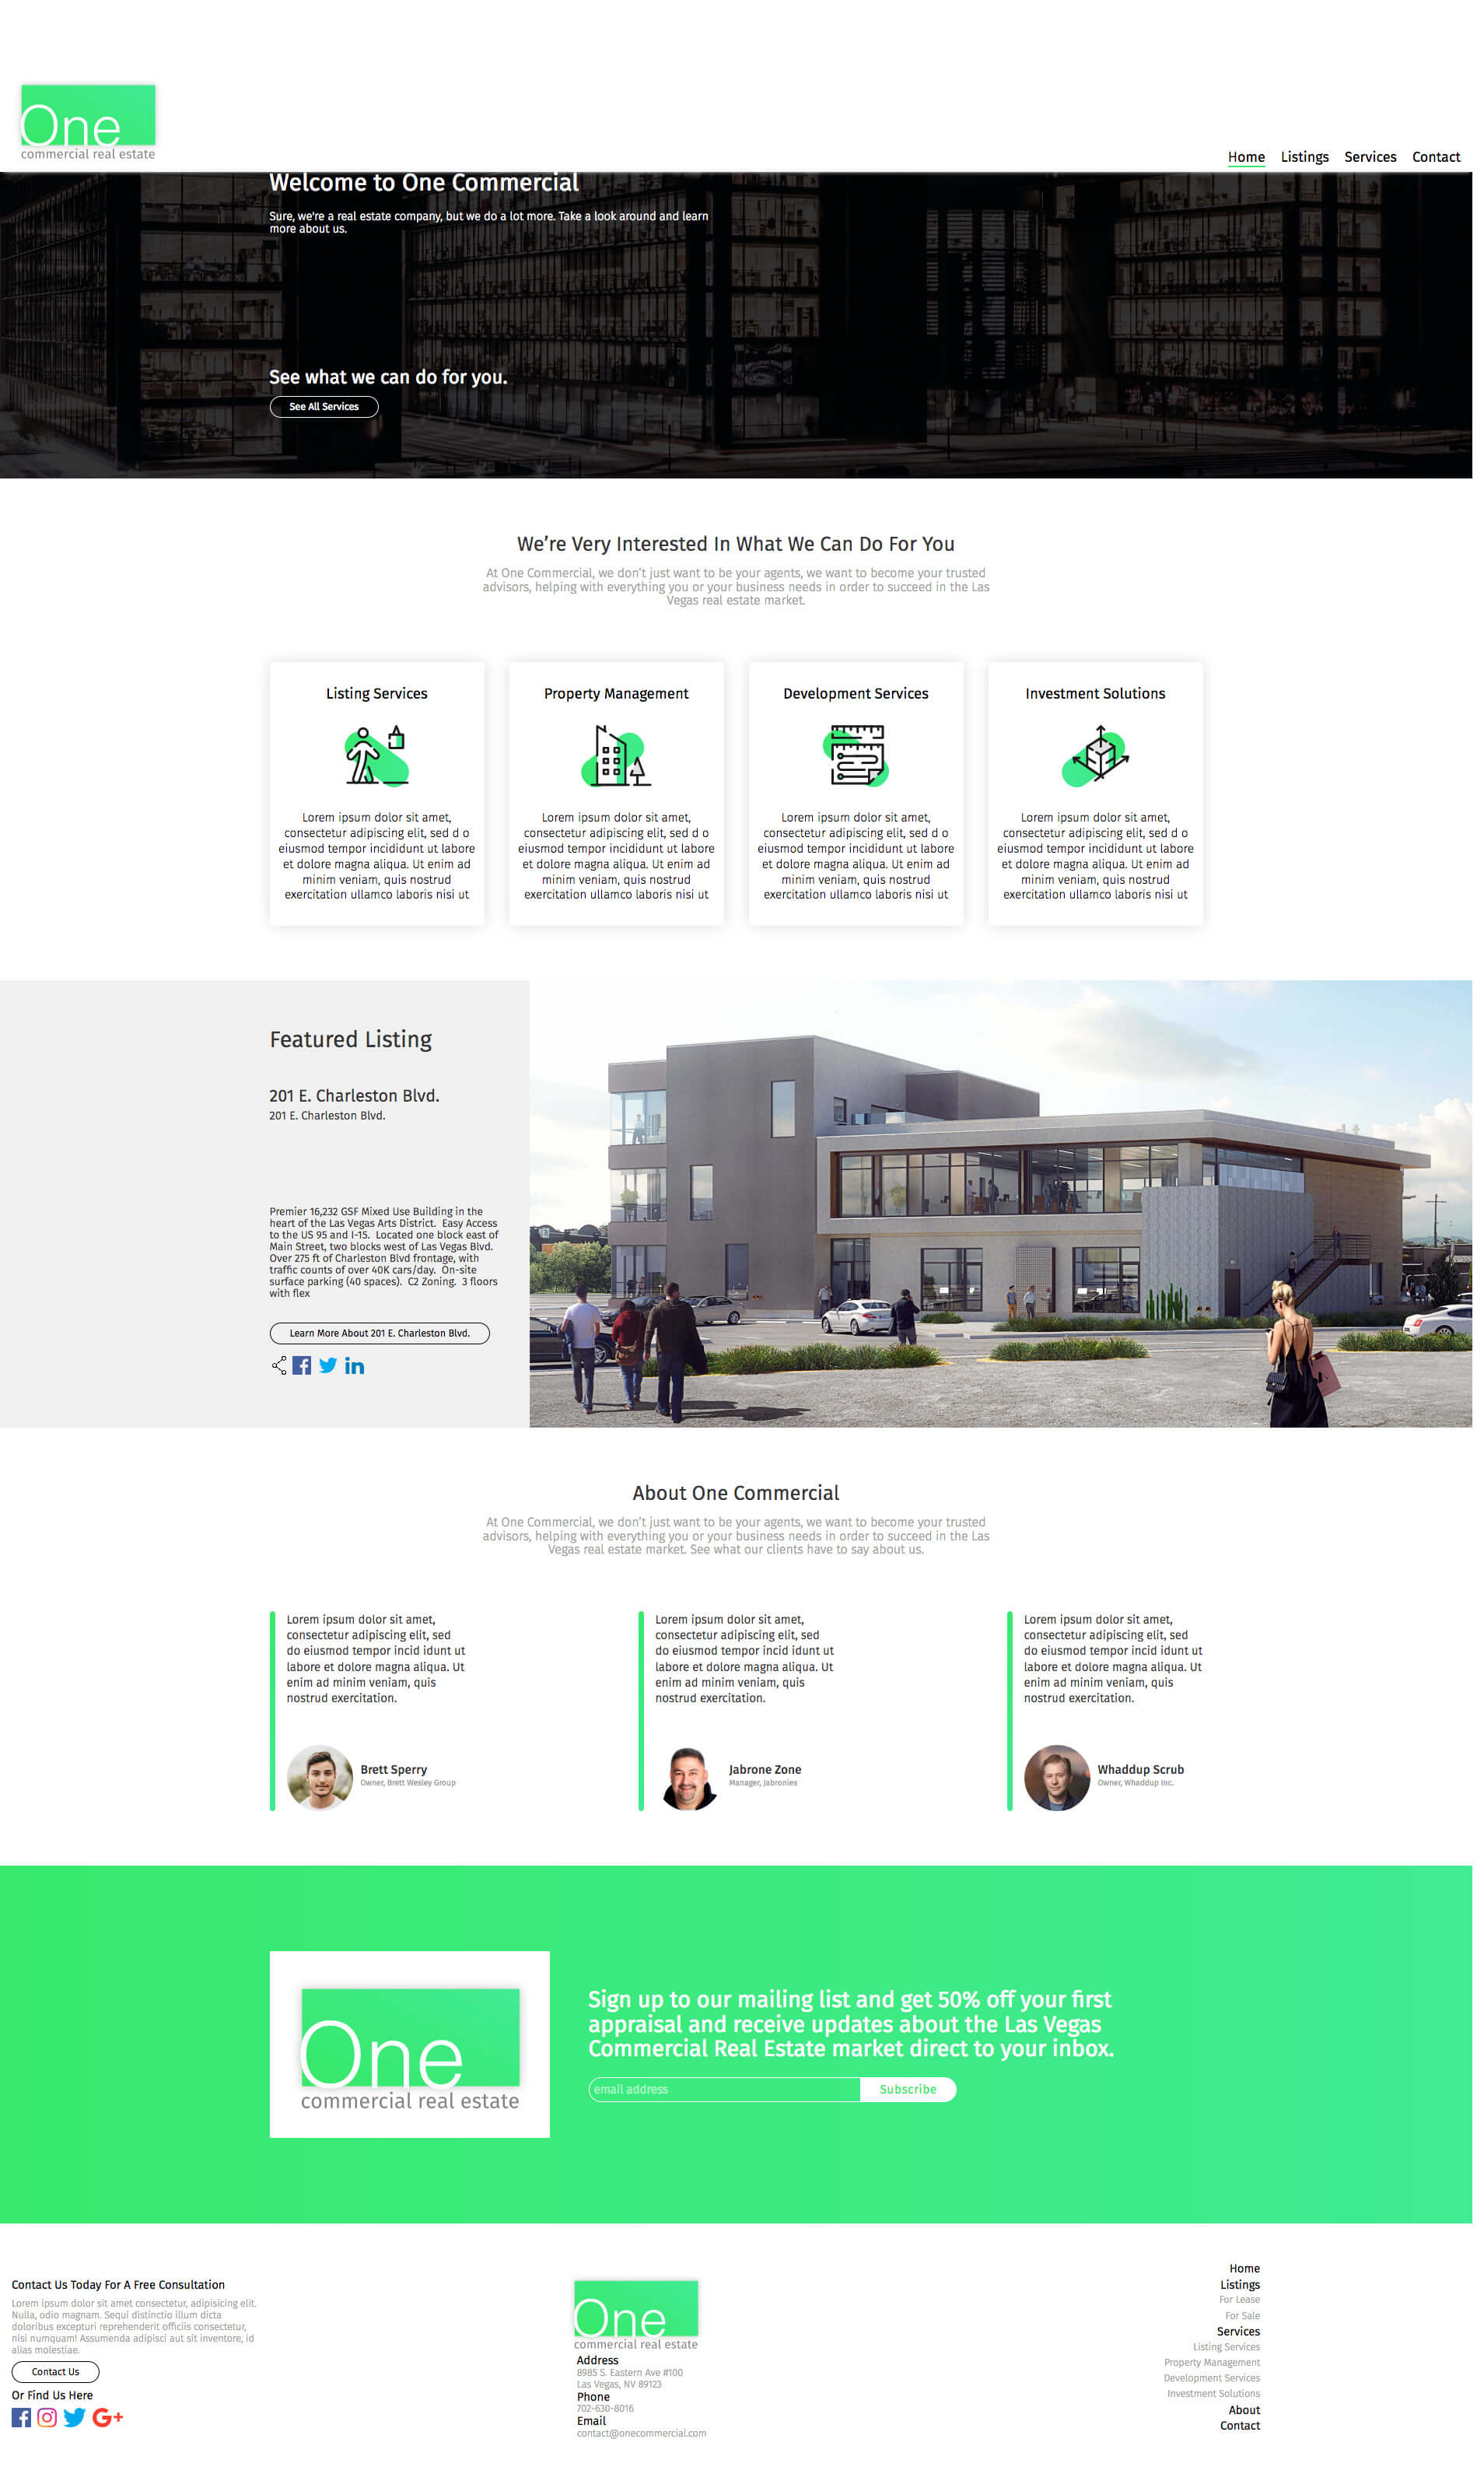 One
commercial real estate
Home Listings Services Contact
Welcome to One Commercial
Sure, we're a real estate company, but we do a lot more. Take a look around and learn
more about us.
See what we can do for you.
See All Services
We’re Very Interested In What We Can Do For You
At One Commercial, we don’t just want to be your agents, we want to become your trusted
advisors, helping with everything you or your business needs in order to succeed in the Las
Vegas real estate market.
Listing Services
Lorem ipsum dolor sit amet,
consectetur adipiscing elit, sed d o
eiusmod tempor incididunt ut labore
et dolore magna aliqua. Ut enim ad
minim veniam, quis nostrud
exercitation ullamco laboris nisi ut
Property Management
Lorem ipsum dolor sit amet,
consectetur adipiscing elit, sed d o
eiusmod tempor incididunt ut labore
et dolore magna aliqua. Ut enim ad
minim veniam, quis nostrud
exercitation ullamco laboris nisi ut
Development Services
Lorem ipsum dolor sit amet,
consectetur adipiscing elit, sed d o
eiusmod tempor incididunt ut labore
et dolore magna aliqua. Ut enim ad
minim veniam, quis nostrud
exercitation ullamco laboris nisi ut
Investment Solutions
Lorem ipsum dolor sit amet,
consectetur adipiscing elit, sed d o
eiusmod tempor incididunt ut labore
et dolore magna aliqua. Ut enim ad
minim veniam, quis nostrud
exercitation ullamco laboris nisi ut
Featured Listing
201 E. Charleston Blvd.
201 E. Charleston Blvd.
Premier 16,232 GSF Mixed Use Building in the
heart of the Las Vegas Arts District. Easy Access
to the US 95 and I-15. Located one block east of
Main Street, two blocks west of Las Vegas Blvd.
Over 275 ft of Charleston Blvd frontage, with
traffic counts of over 40K cars/day. On-site
surface parking (40 spaces). C2 Zoning. 3 floors
with flex
Learn More About 201 E. Charleston Blvd.
About One Commercial
At One Commercial, we don’t just want to be your agents, we want to become your trusted
advisors, helping with everything you or your business needs in order to succeed in the Las
Vegas real estate market. See what our clients have to say about us.
Lorem ipsum dolor sit amet,
consectetur adipiscing elit, sed
do eiusmod tempor incid idunt ut
labore et dolore magna aliqua. Ut
enim ad minim veniam, quis
nostrud exercitation.
Brett Sperry
Owner, Brett Wesley Group
Lorem ipsum dolor sit amet,
consectetur adipiscing elit, sed
do eiusmod tempor incid idunt ut
labore et dolore magna aliqua. Ut
enim ad minim veniam, quis
nostrud exercitation.
Jabrone Zone
Manager, Jabronies
Lorem ipsum dolor sit amet,
consectetur adipiscing elit, sed
do eiusmod tempor incid idunt ut
labore et dolore magna aliqua. Ut
enim ad minim veniam, quis
nostrud exercitation.
Whaddup Scrub
Owner, Whaddup Inc.
One
commercial real estate
Sign up to our mailing list and get 50% off your first
appraisal and receive updates about the Las Vegas
Commercial Real Estate market direct to your inbox.
email address Subscribe
Contact Us Today For A Free Consultation
Lorem ipsum dolor sit amet consectetur, adipisicing elit.
Nulla, odio magnam. Sequi distinctio illum dicta
doloribus excepturi reprehenderit officiis consectetur,
nisi numquam! Assumenda adipisci aut sit inventore, id
alias molestiae.
Contact Us
Or Find Us Here
One
commercial real estate
Address
8985 S. Eastern Ave #100
Las Vegas, NV 89123
Phone
702-630-8016
Email
contact@onecommercial.com
Home
Listings
For Lease
For Sale
Services
Listing Services
Property Management
Development Services
Investment Solutions
About
Contact